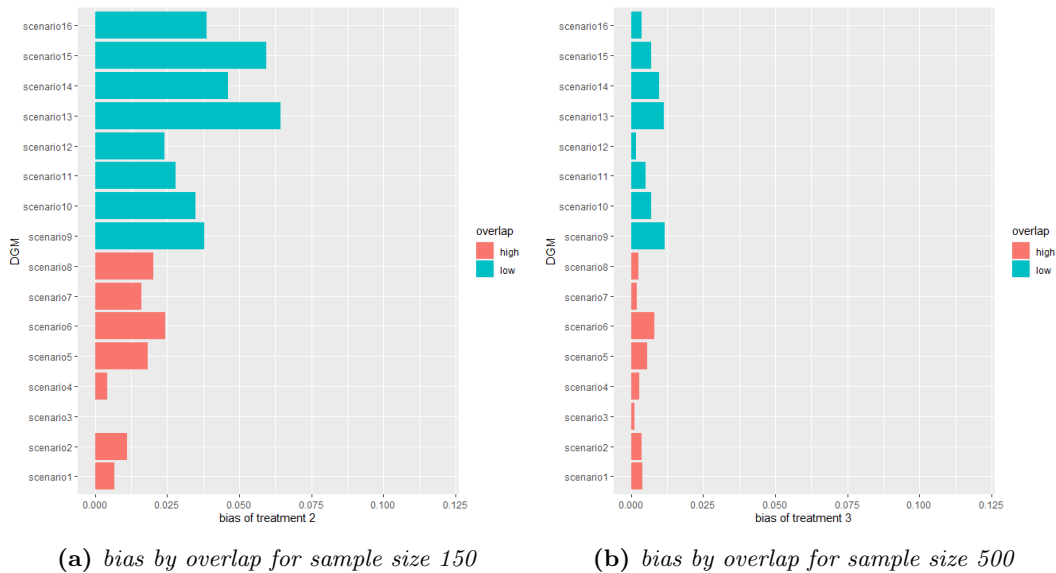 scenario16
scenario15
scenario14
scenario13
scenario12
scenario11
scenario10
scenario9
scenario8
scenario7
scenario6
scenario5
scenario4
scenario3
scenario2
scenario1
DGM
0.000 0.025 0.050 0.075 0.100 0.125
bias of treatment 2
overlap
high
low
(a) bias by overlap for sample size 150
scenario16
scenario15
scenario14
scenario13
scenario12
scenario11
scenario10
scenario9
scenario8
scenario7
scenario6
scenario5
scenario4
scenario3
scenario2
scenario1
DGM
0.000 0.025 0.050 0.075 0.100 0.125
bias of treatment 3
overlap
high
low
(b) bias by overlap for sample size 500